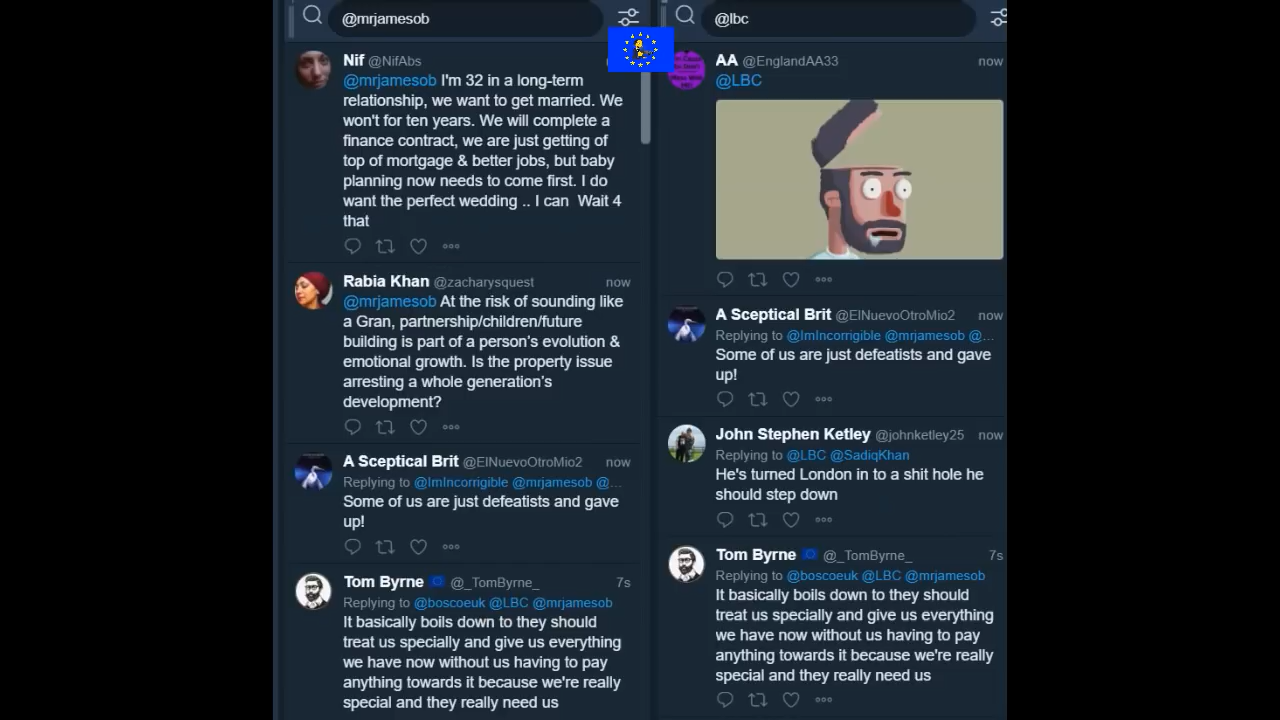 @mrjamesob
Nif @NifAbs
@mrjamesob I'm 32 in a long-term
relationship, we want to get married. We
won't for ten years. We will complete a
finance contract, we are just getting of
top of mortgage & better jobs, but baby
planning now needs to come first. I do
want the perfect wedding .. I can  Wait 4
that
Rabia Khan @zacharysquest now
@mrjamesob At the risk of sounding like
a Gran, partnership/children/future
building is part of a person's evolution &
emotional growth. Is the property issue
arresting a whole generation's
development?
A Sceptical Brit @ElNuevoOtroMio2 now
Replying to @ImIncorrigible @mrjamesob @...
Some of us are just defeatists and gave
up!
Tom Byrne @_TomByrne_ 7s
Replying to @boscoeuk @LBC @mrjamesob
It basically boils down to they should
treat us specially and give us everything
we have now without us having to pay
anything towards it because we're really
special and they really need us
@lbc
AA @EnglandAA33 now
@LBC
A Sceptical Brit @ElNuevoOtroMio2 now
Replying to @ImIncorrigible @mrjamesob @...
Some of us are just defeatists and gave
up!
John Stephen Ketley @johnketley25 now
Replying to @LBC @SadiqKhan
He's turned London in to a shit hole he
should step down
Tom Byrne @_TomByrne_ 7s
Replying to @boscoeuk @LBC @mrjamesob
It basically boils down to they should
treat us specially and give us everything
we have now without us having to pay
anything towards it because we're really
special and they really need us